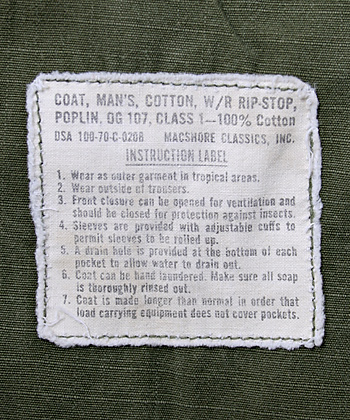 COAT, MAN'S, COTTON, W/R RIP-STOP,
POPLIN, OG 107, CLASS 1—100% Cotton
DSA 100-70-C-0208 MACSHORE CLASSICS, INC.
INSTRUCTION LABEL
1. Wear as outer garment in tropical areas.
2. Wear outside of trousers.
3. Front closure can be opened for ventilation and
should be closed for protection against insects.
4. Sleeves are provided with adjustable cuffs to
permit sleeves to be rolled up.
5. A drain hole is provided at the bottom of each
pocket to allow water to drain out.
6. Coat can be hand laundered. Make sure all soap
is thoroughly rinsed out.
7. Coat is made longer than normal in order that
load carrying equipment does not cover pockets.